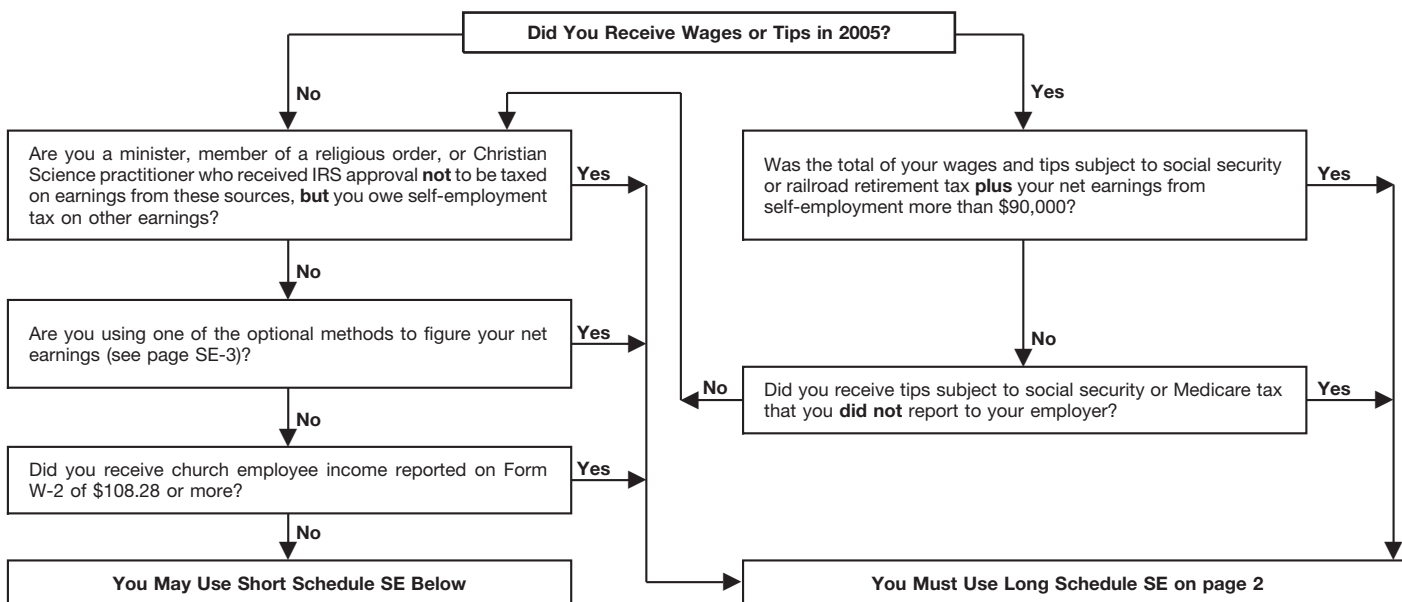 Did You Receive Wages or Tips in 2005?
No
Yes
Are you a minister, member of a religious order, or Christian
Science practitioner who received IRS approval not to be taxed
on earnings from these sources, but you owe self-employment
tax on other earnings?
Yes
Was the total of your wages and tips subject to social security
or railroad retirement tax plus your net earnings from
self-employment more than $90,000?
Yes
No
No
Are you using one of the optional methods to figure your net
earnings (see page SE-3)?
Yes
No
Did you receive tips subject to social security or Medicare tax
that you did not report to your employer?
Yes
No
Did you receive church employee income reported on Form
W-2 of $108.28 or more?
Yes
No
You May Use Short Schedule SE Below
You Must Use Long Schedule SE on page 2